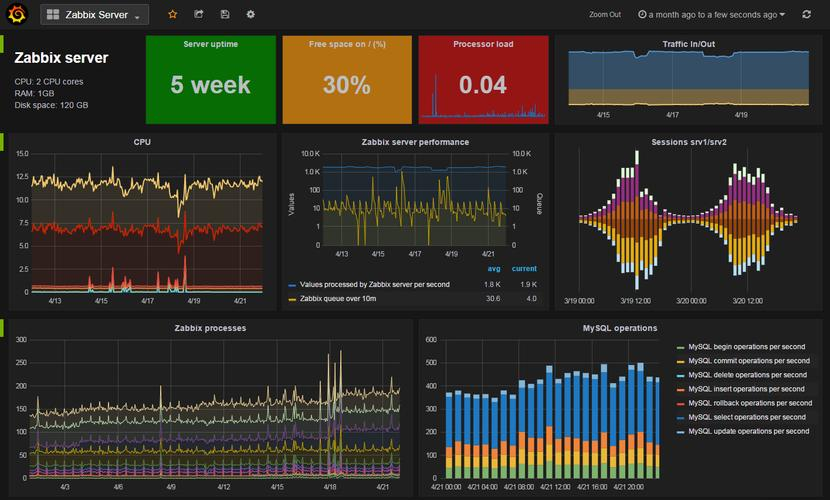 Zabbix Server
Zoom Out
a month ago to a few seconds ago
Zabbix server
CPU: 2 CPU cores
RAM: 1GB
Disk space: 120 GB
Server uptime
5 week
Free space on / (%)
30%
Processor load
0.04
Traffic In/Out
4/15 4/17 4/19
CPU
15.0
12.5
10.0
7.5
5.0
2.5
0
4/13 4/15 4/17 4/19 4/21
Zabbix server performance
10.0 K 10.0 K
1.0 K 1.0 K
100 100
10 10
1 1
0 0
Values
Queue
4/13 4/15 4/17 4/19 4/21
avg current
Values processed by Zabbix server per second 1.8 K 1.9 K
Zabbix queue over 10m 30.6 4.0
Sessions srv1/srv2
3/19 00:00 3/19 12:00 3/20 00:00 3/20 12:00
Zabbix processes
300
250
200
150
100
50
0
4/3 4/6 4/9 4/12 4/15 4/18 4/21
MySQL operations
600
500
400
300
200
100
0
4/21 00:00 4/21 04:00 4/21 08:00 4/21 12:00 4/21 16:00 4/21 20:00
MySQL begin operations per second
MySQL commit operations per second
MySQL delete operations per second
MySQL insert operations per second
MySQL rollback operations per second
MySQL select operations per second
MySQL update operations per second